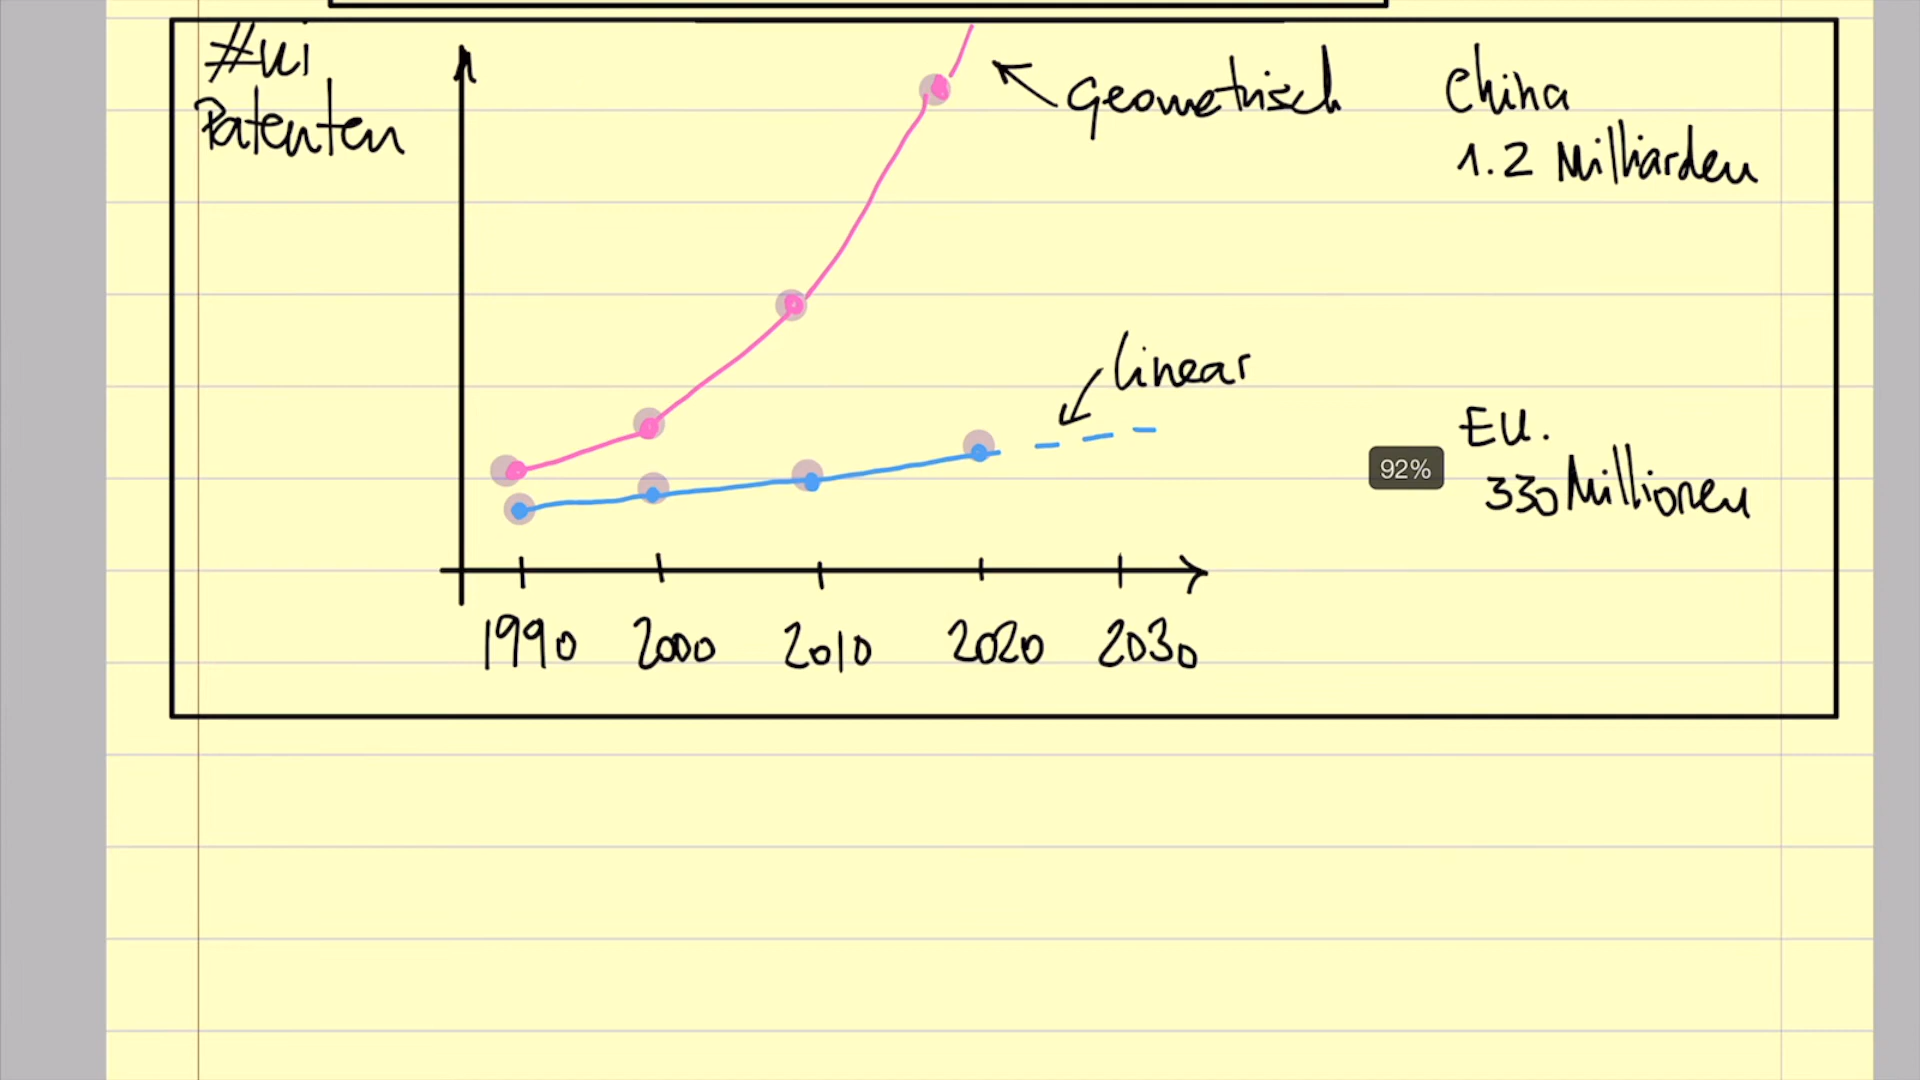 #KI
Patenten
Geometrisch
China
1.2 Milliarden
linear
EU.
330 Millionen
92%
1990 2000 2010 2020 2030